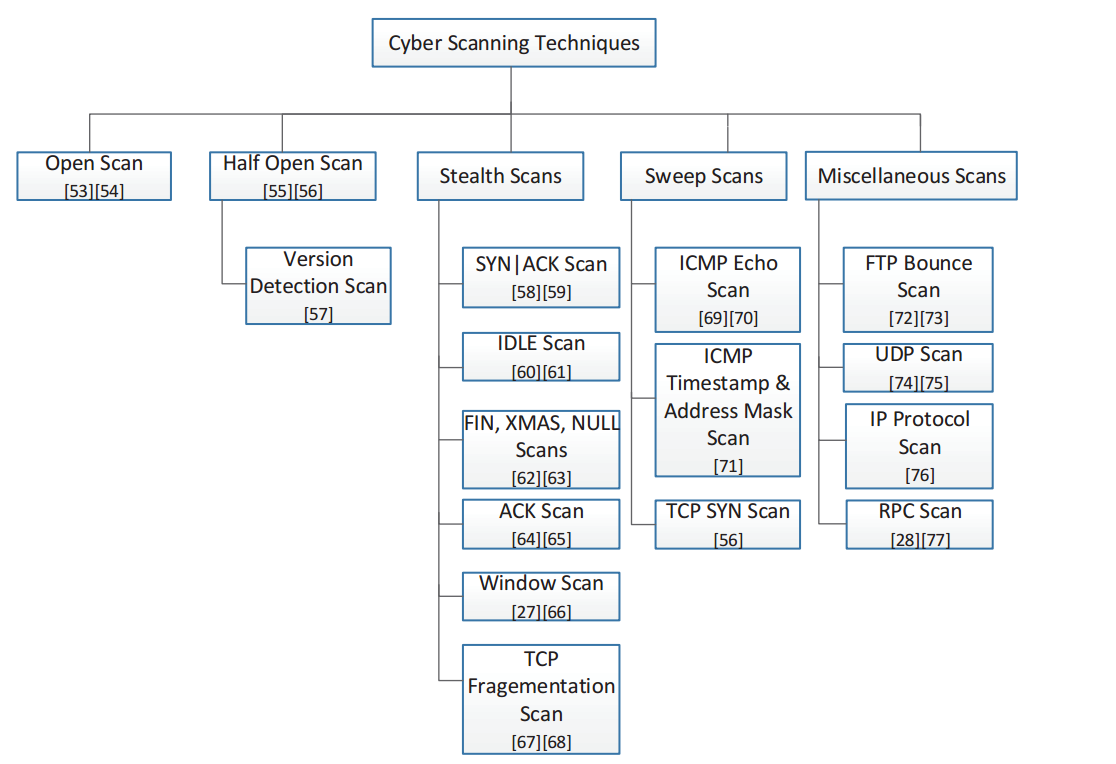 Cyber Scanning Techniques
Open Scan
[53][54]
Half Open Scan
[55][56]
Version
Detection Scan
[57]
Stealth Scans
SYN|ACK Scan
[58][59]
IDLE Scan
[60][61]
FIN, XMAS, NULL
Scans
[62][63]
ACK Scan
[64][65]
Window Scan
[27][66]
TCP
Fragementation
Scan
[67][68]
Sweep Scans
ICMP Echo
Scan
[69][70]
ICMP
Timestamp &
Address Mask
Scan
[71]
TCP SYN Scan
[56]
Miscellaneous Scans
FTP Bounce
Scan
[72][73]
UDP Scan
[74][75]
IP Protocol
Scan
[76]
RPC Scan
[28][77]